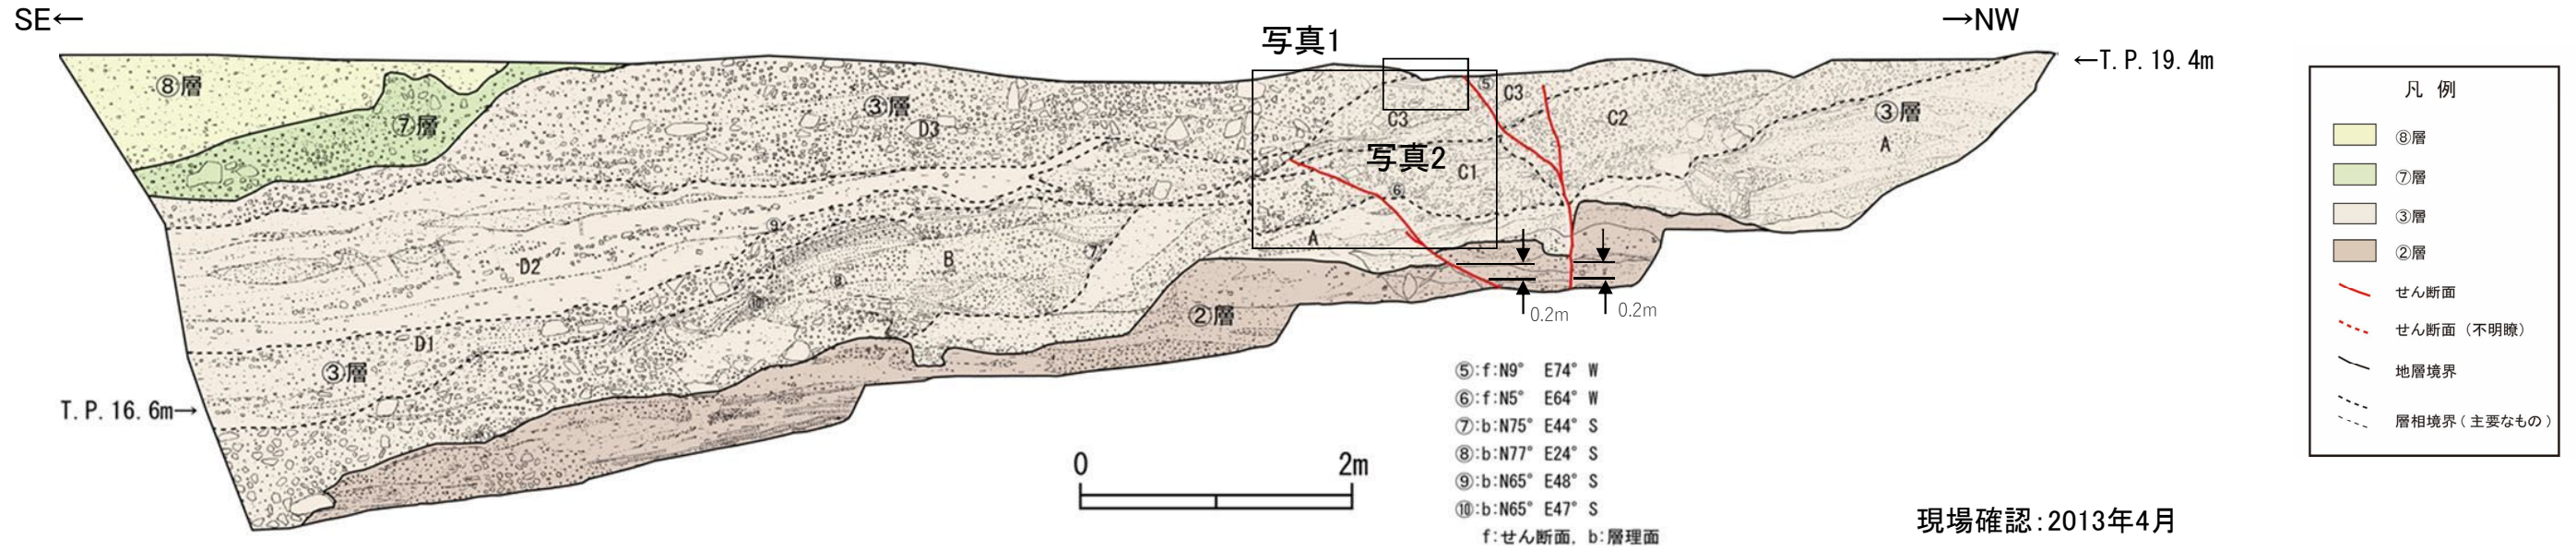 SE←
→NW
写真1
←T.P.19.4m
凡 例
⑧層
⑧層
⑤
C3
③層
D3
C3
C2
③層
A
⑦層
⑦層
写真2
C1
⑥
③層
⑨
A
⑦
②層
D2
B
⑧
⑩
せん断面
②層
0.2m
0.2m
せん断面（不明瞭）
D1
③層
地層境界
T.P.16.6m→
層相境界(主要なもの)
⑤:f:N9° E74° W
⑥:f:N5° E64° W
⑦:b:N75° E44° S
⑧:b:N77° E24° S
⑨:b:N65° E48° S
⑩:b:N65° E47° S
f:せん断面, b:層理面
0
2m
現場確認:2013年4月